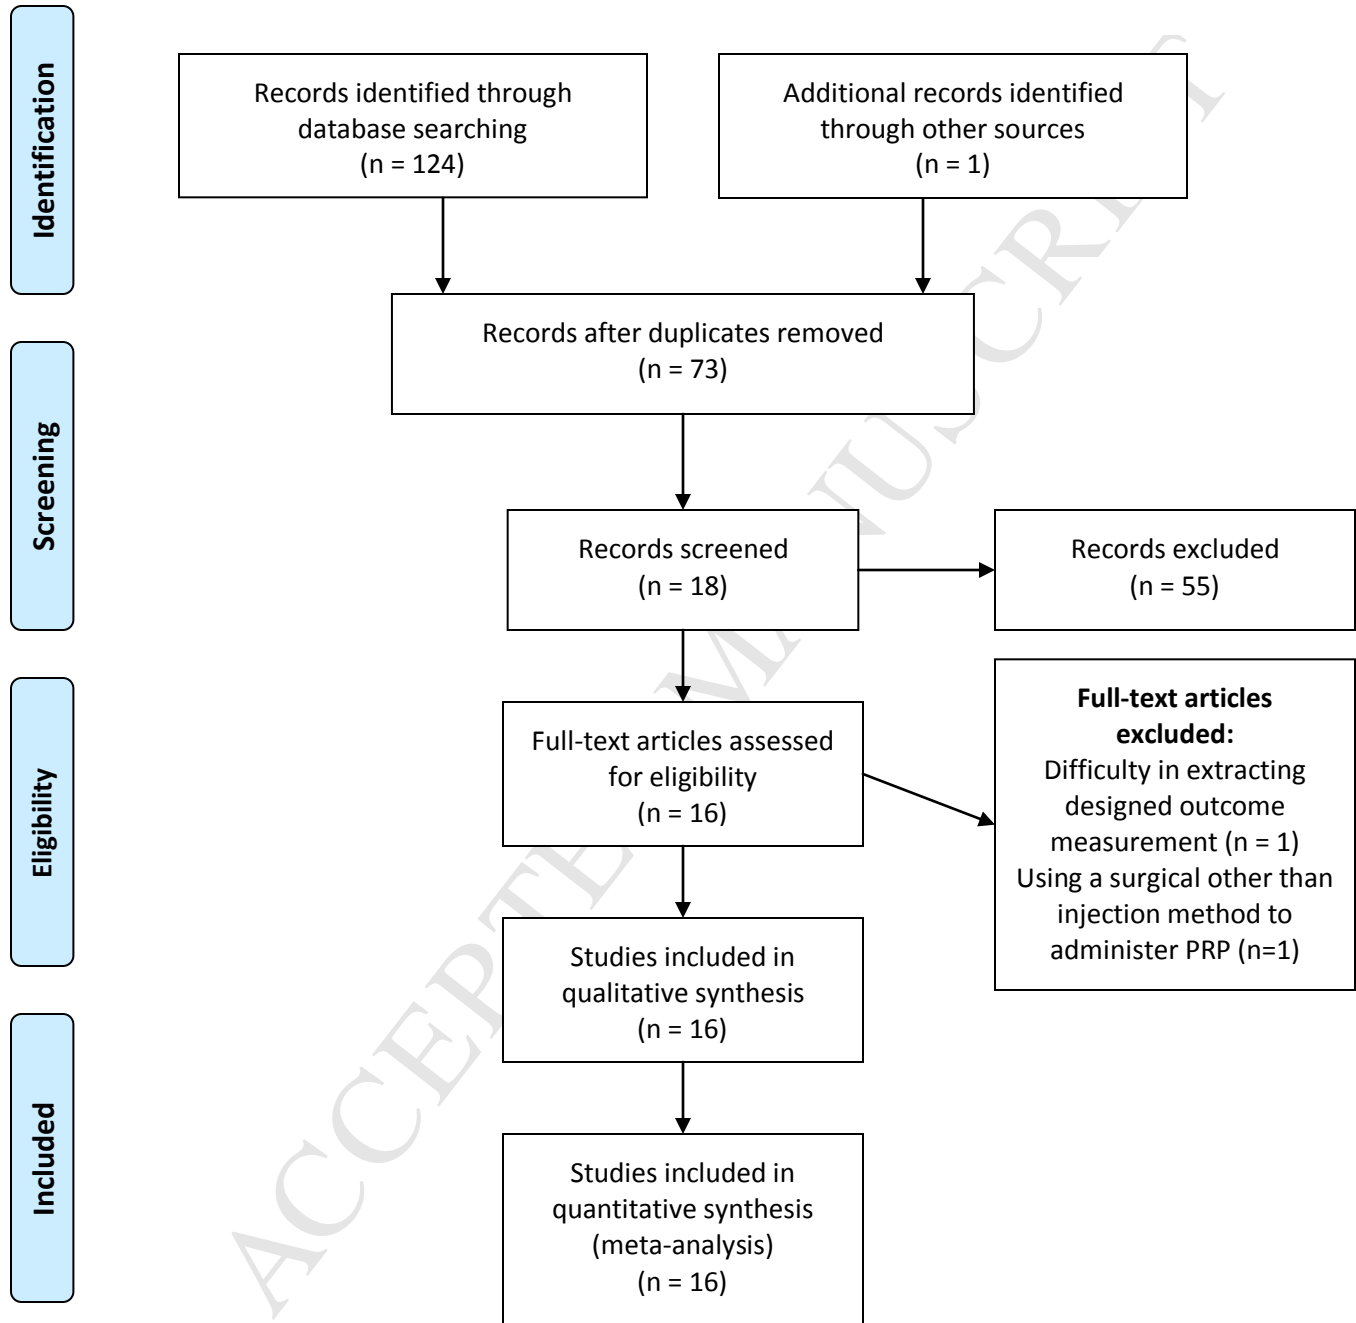 Identification
Records identified through
database searching
(n = 124)
Additional records identified
through other sources
(n = 1)
Records after duplicates removed
(n = 73)
Screening
Records screened
(n = 18)
Records excluded
(n = 55)
Eligibility
Full-text articles assessed
for eligibility
(n = 16)
Full-text articles
excluded:
Difficulty in extracting
designed outcome
measurement (n = 1)
Using a surgical other than
injection method to
administer PRP (n=1)
Studies included in
qualitative synthesis
(n = 16)
Included
Studies included in
quantitative synthesis
(meta-analysis)
(n = 16)
ACCEPTED MANUSCRIPT